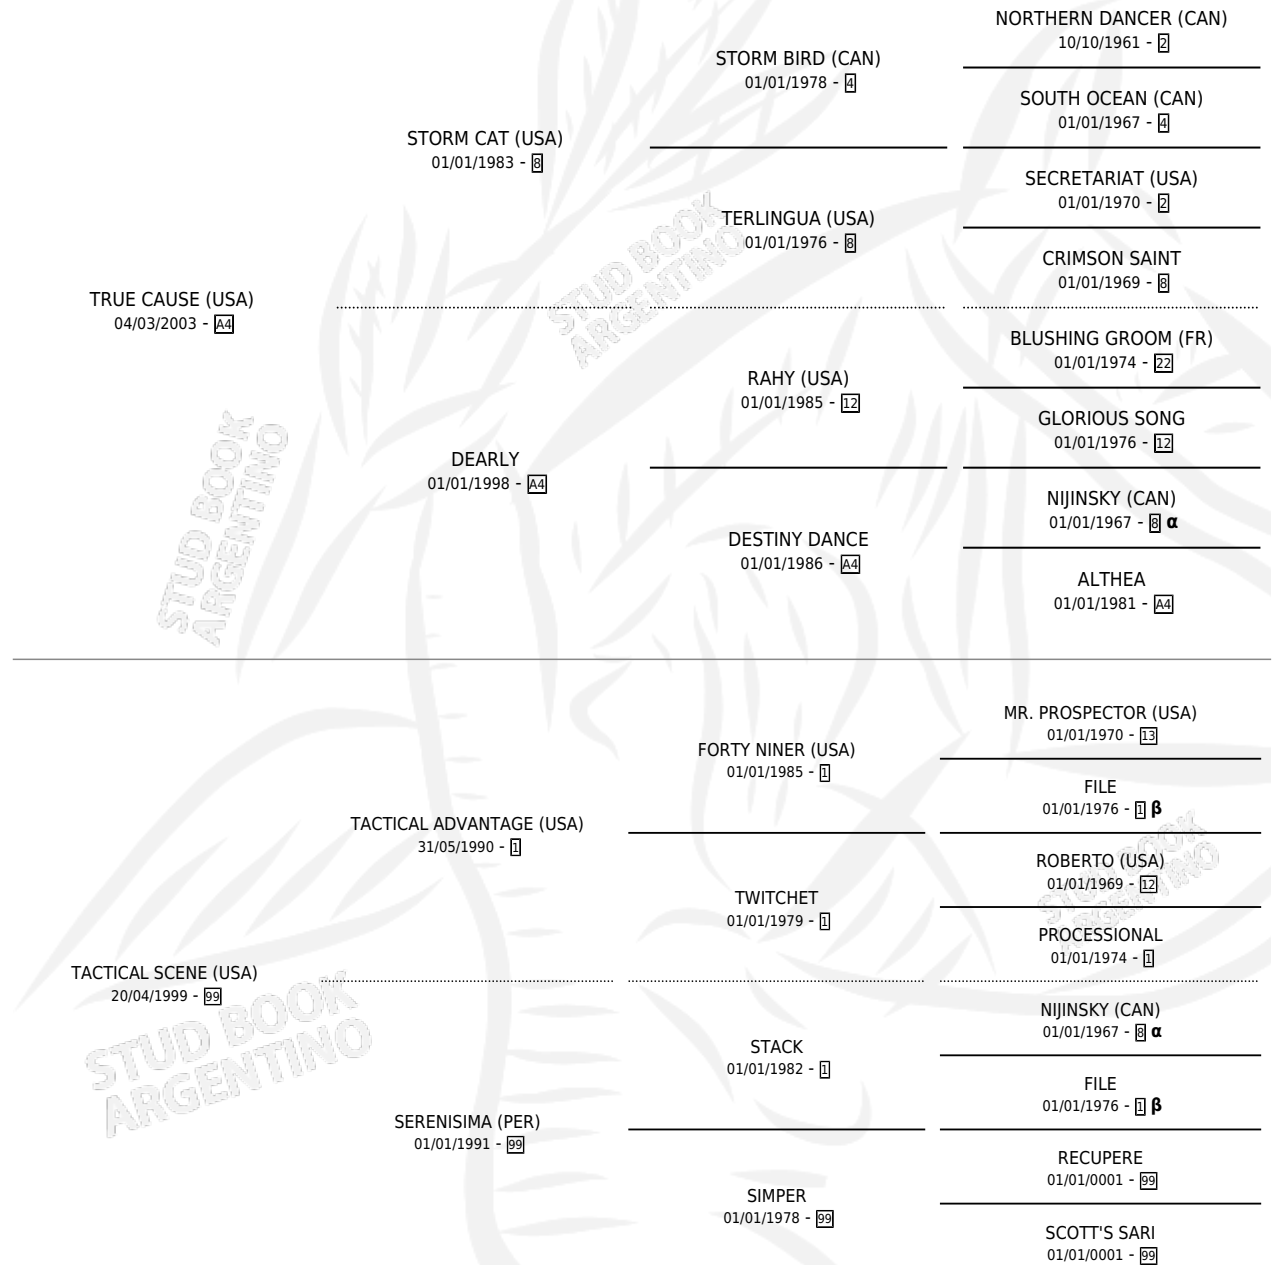 NORTHERN DANCER (CAN)
10/10/1961 - 2
STORM BIRD (CAN)
01/01/1978 - 4
SOUTH OCEAN (CAN)
01/01/1967 - 4
STORM CAT (USA)
01/01/1983 - 8
SECRETARIAT (USA)
01/01/1970 - 2
TERLINGUA (USA)
01/01/1976 - 8
CRIMSON SAINT
01/01/1969 - 8
TRUE CAUSE (USA)
04/03/2003 - A4
BLUSHING GROOM (FR)
01/01/1974 - 22
RAHY (USA)
01/01/1985 - 12
GLORIOUS SONG
01/01/1976 - 12
DEARLY
01/01/1998 - A4
NIJINSKY (CAN)
01/01/1967 - 8 α
DESTINY DANCE
01/01/1986 - A4
ALTHEA
01/01/1981 - A4
MR. PROSPECTOR (USA)
01/01/1970 - 13
FORTY NINER (USA)
01/01/1985 - 1
FILE
01/01/1976 - 1 β
TACTICAL ADVANTAGE (USA)
31/05/1990 - 1
ROBERTO (USA)
01/01/1969 - 12
TWITCHET
01/01/1979 - 1
PROCESSIONAL
01/01/1974 - 1
TACTICAL SCENE (USA)
20/04/1999 - 99
NIJINSKY (CAN)
01/01/1967 - 8 α
STACK
01/01/1982 - 1
FILE
01/01/1976 - 1 β
SERENISIMA (PER)
01/01/1991 - 99
RECUPERE
01/01/0001 - 99
SIMPER
01/01/1978 - 99
SCOTT'S SARI
01/01/0001 - 99
STUD BOOK
ARGENTINO
STUD BOOK
ARGENTINO
STUD BOOK
ARGENTINO
STUD BOOK
ARGENTINO